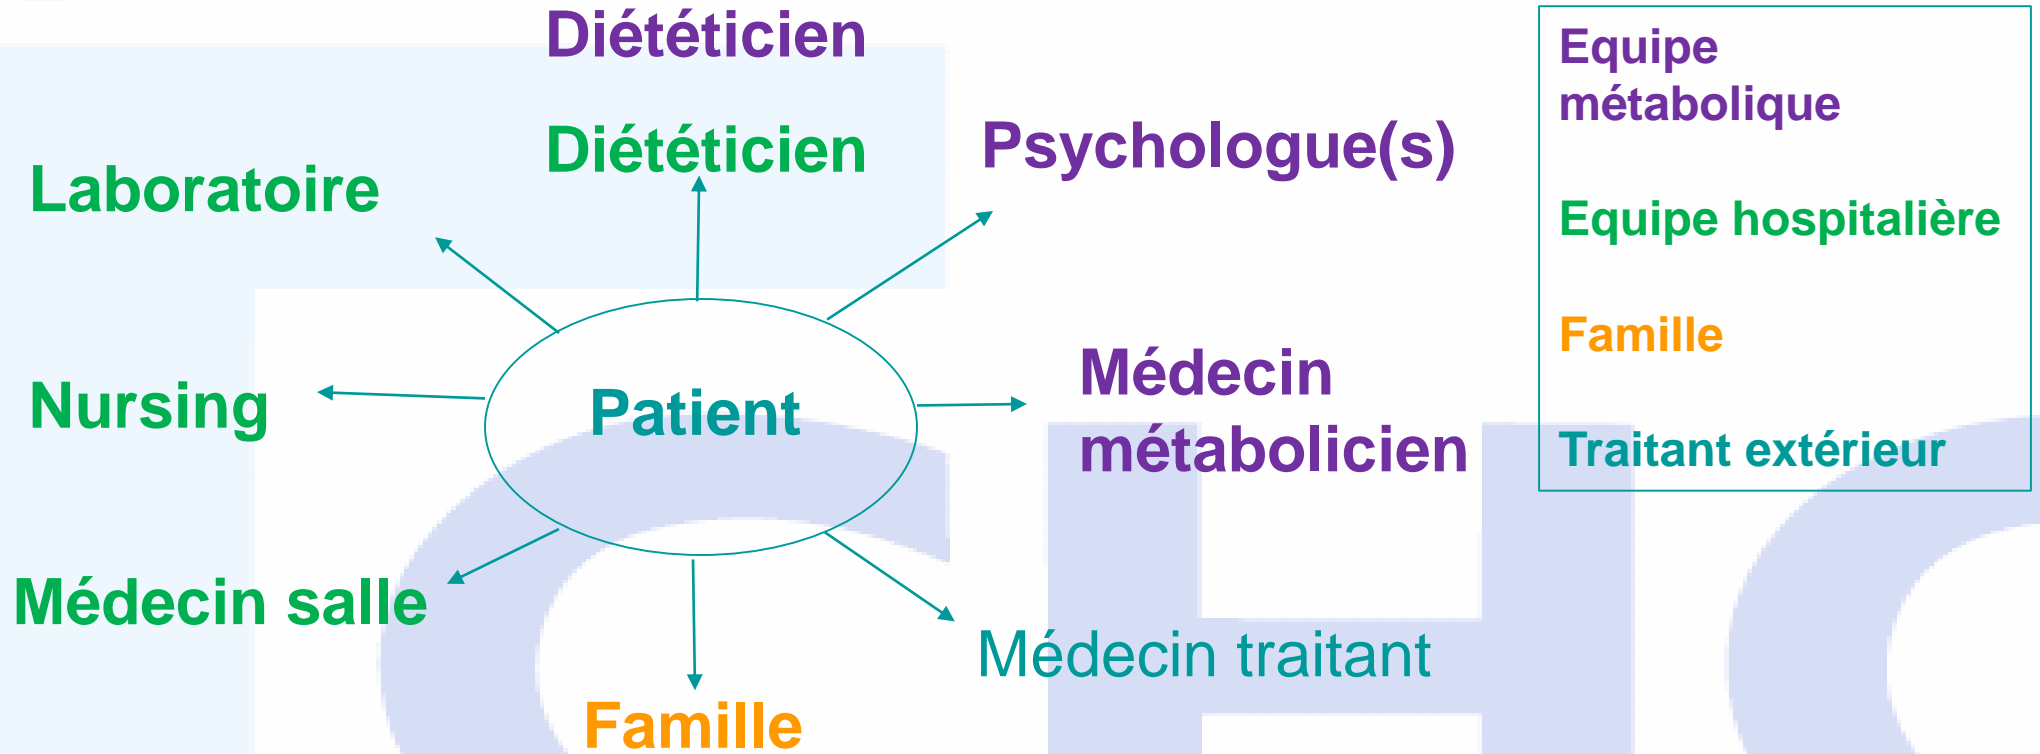 Diététicien
Diététicien
Psychologue(s)
Laboratoire
Nursing
Patient
Médecin
métabolicien
Médecin salle
Médecin traitant
Famille
Equipe
métabolique
Equipe hospitalière
Famille
Traitant extérieur
CHC